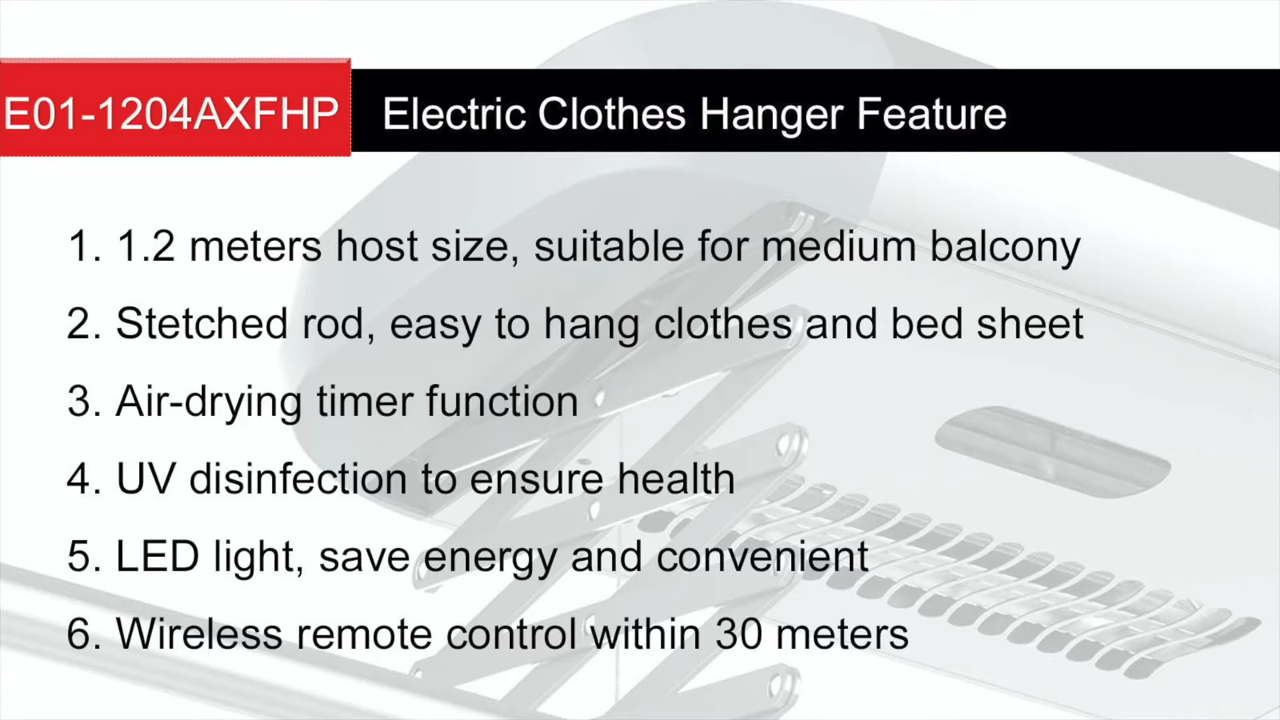 E01-1204AXFHP
Electric Clothes Hanger Feature
1. 1.2 meters host size, suitable for medium balcony
2. Stetched rod, easy to hang clothes and bed sheet
3. Air-drying timer function
4. UV disinfection to ensure health
5. LED light, save energy and convenient
6. Wireless remote control within 30 meters